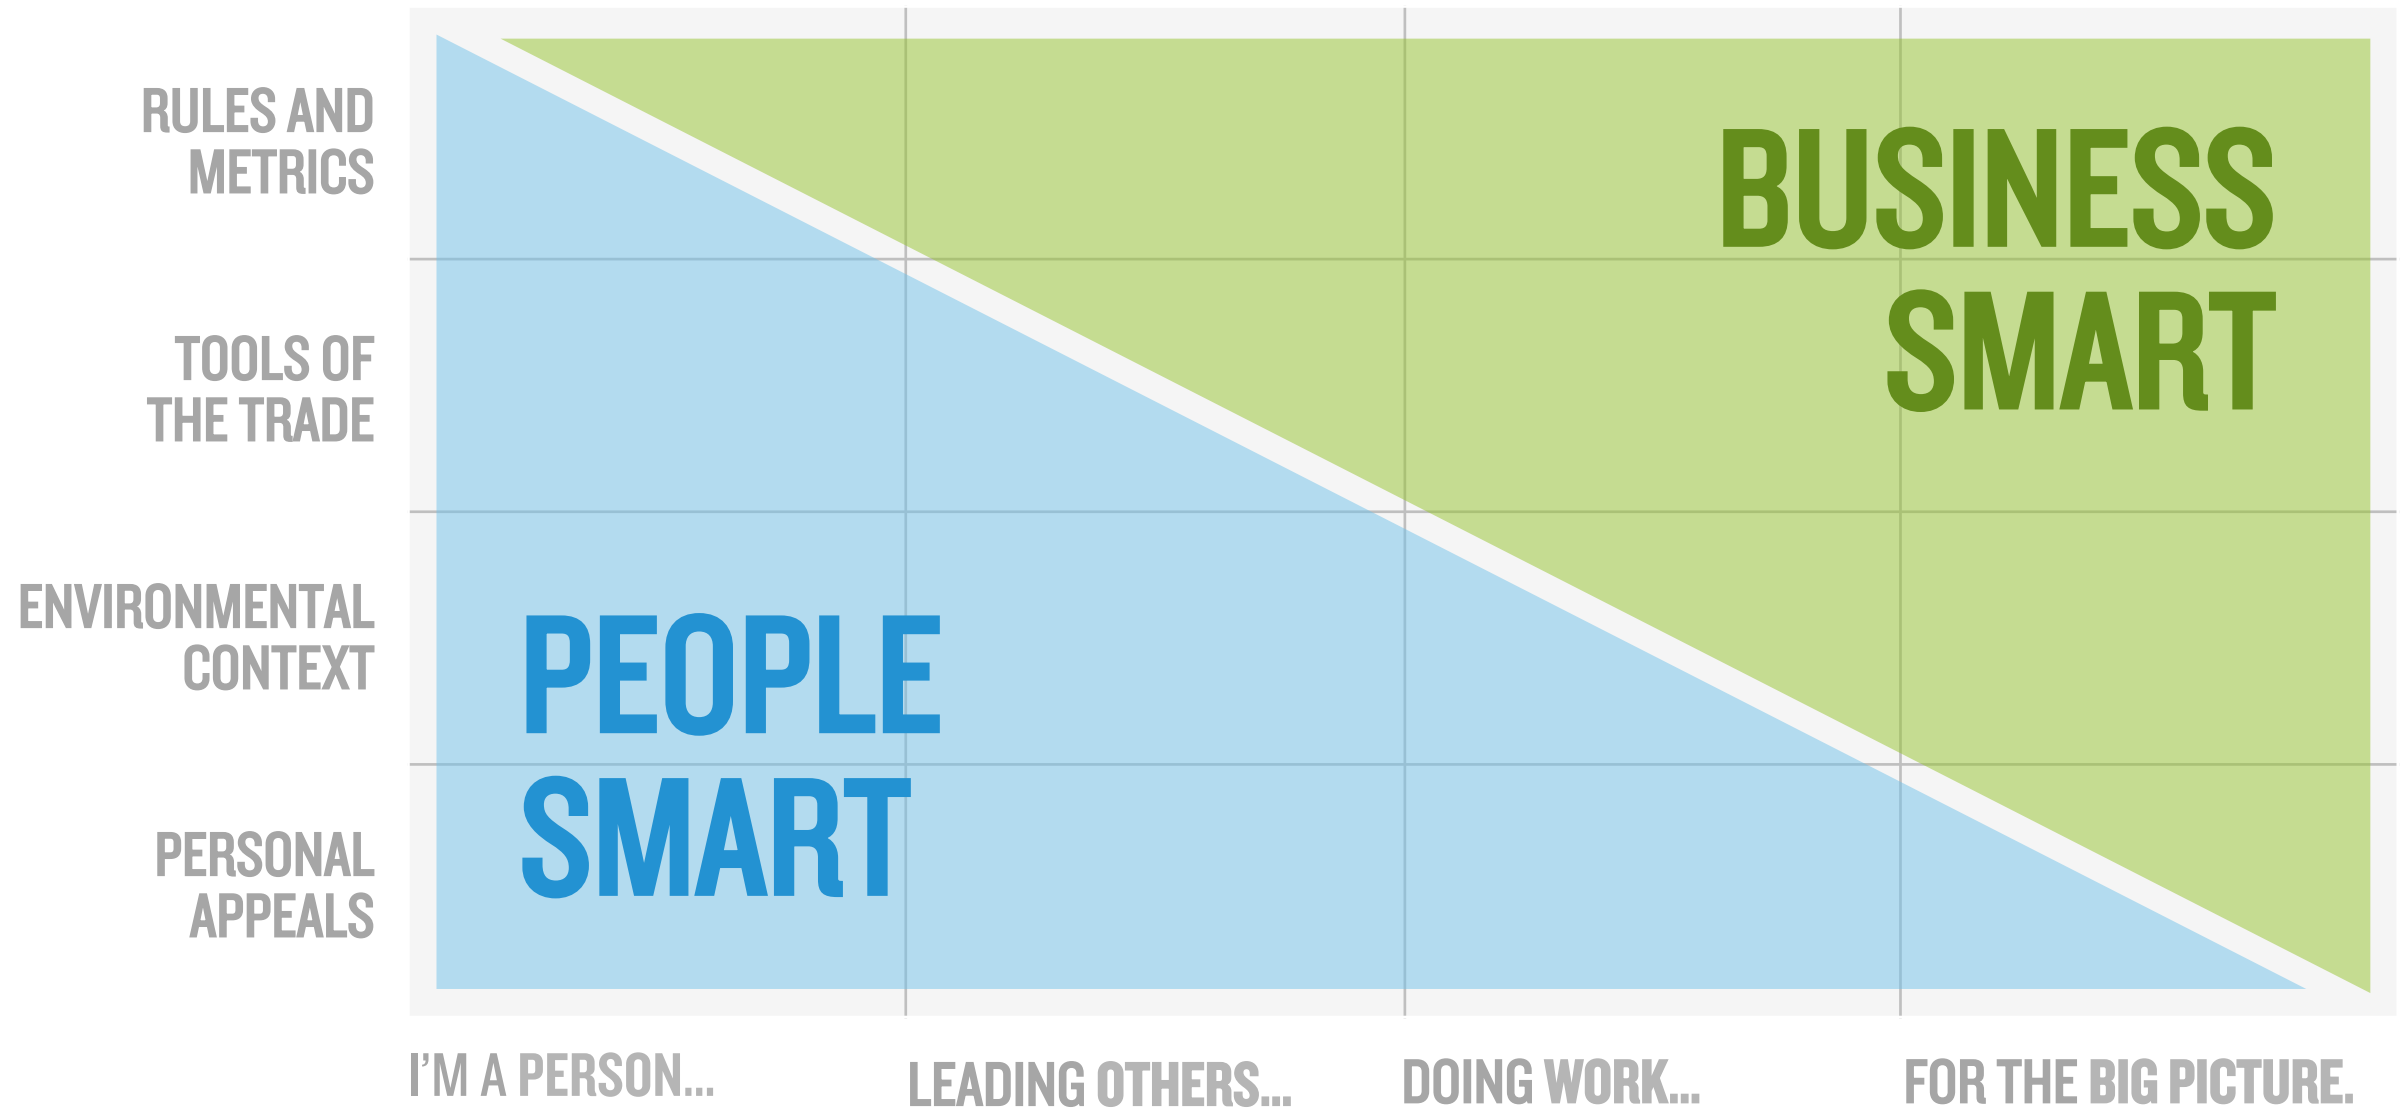 RULES AND
METRICS
BUSINESS
SMART
TOOLS OF
THE TRADE
ENVIRONMENTAL
CONTEXT
PEOPLE
SMART
PERSONAL
APPEALS
I'M A PERSON...
LEADING OTHERS...
DOING WORK...
FOR THE BIG PICTURE.